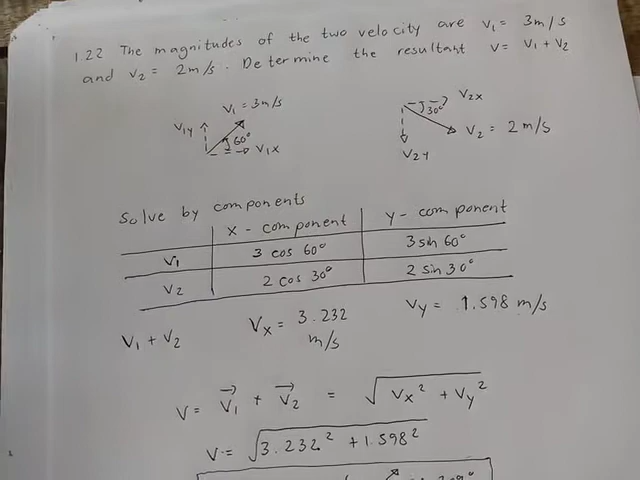 1.22 The magnitudes of the two velocity are V₁ = 3m/s
and V₂ = 2m/s. Determine the resultant V = V₁ + V₂
V₁ = 3m/s
V₁y
60°
V₁x
V₂x
30°
V₂ = 2m/s
V₂y
Solve by components
x - component y - component
V₁ 3 cos 60° 3 sin 60°
V₂ 2 cos 30° 2 sin 30°
V₁ + V₂ Vx = 3.232 m/s Vy = 1.598 m/s
V = V₁ + V₂ = √Vx² + Vy²
V = √3.232² + 1.598²